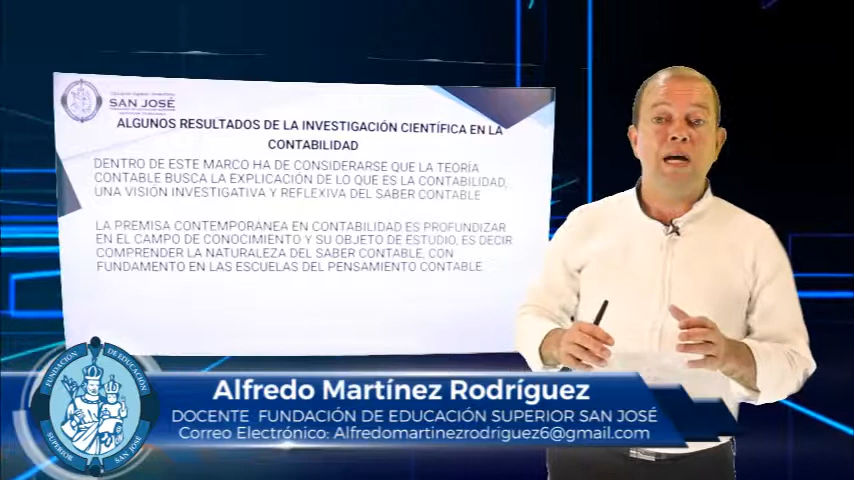 SAN JOSÉ
ALGUNOS RESULTADOS DE LA INVESTIGACIÓN CIENTÍFICA EN LA
CONTABILIDAD
DENTRO DE ESTE MARCO HA DE CONSIDERARSE QUE LA TEORÍA
CONTABLE BUSCA LA EXPLICACIÓN DE LO QUE ES LA CONTABILIDAD,
UNA VISIÓN INVESTIGATIVA Y REFLEXIVA DEL SABER CONTABLE
LA PREMISA CONTEMPORÁNEA EN CONTABILIDAD ES PROFUNDIZAR
EN EL CAMPO DE CONOCIMIENTO Y SU OBJETO DE ESTUDIO, ES DECIR
COMPRENDER LA NATURALEZA DEL SABER CONTABLE, CON
FUNDAMENTO EN LAS ESCUELAS DEL PENSAMIENTO CONTABLE
Alfredo Martínez Rodríguez
DOCENTE FUNDACIÓN DE EDUCACIÓN SUPERIOR SAN JOSÉ
Correo Electrónico: Alfredomartinezrodriguez6@gmail.com
FUNDACIÓN DE EDUCACIÓN
SUPERIOR SAN JOSÉ